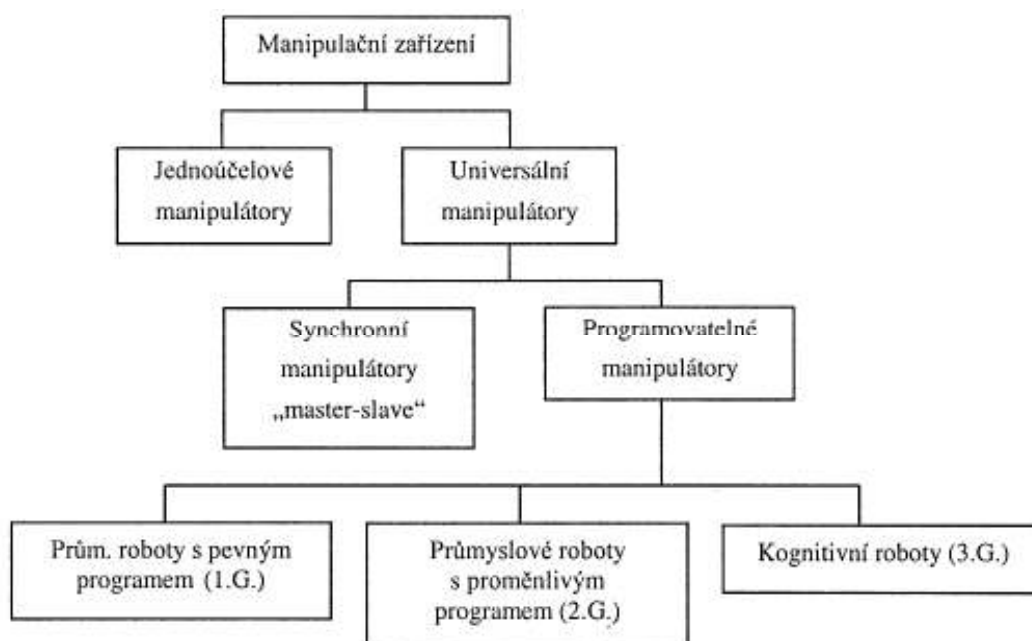 Manipulační zařízení
Jednoúčelové
manipulátory
Universální
manipulátory
Synchronní
manipulátory
„master-slave“
Programovatelné
manipulátory
Prům. roboty s pevným
programem (1.G.)
Průmyslové roboty
s proměnlivým
programem (2.G.)
Kognitivní roboty (3.G.)